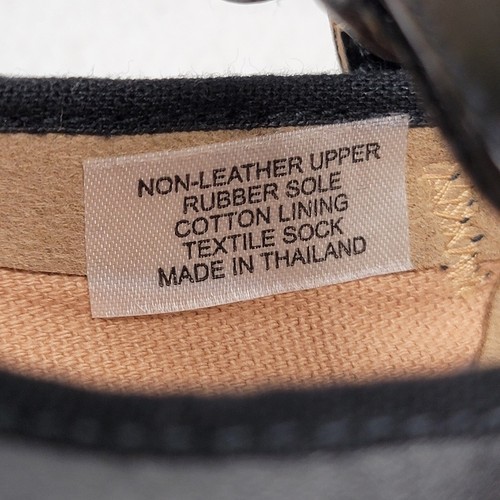 NON-LEATHER UPPER
RUBBER SOLE
COTTON LINING
TEXTILE SOCK
MADE IN THAILAND